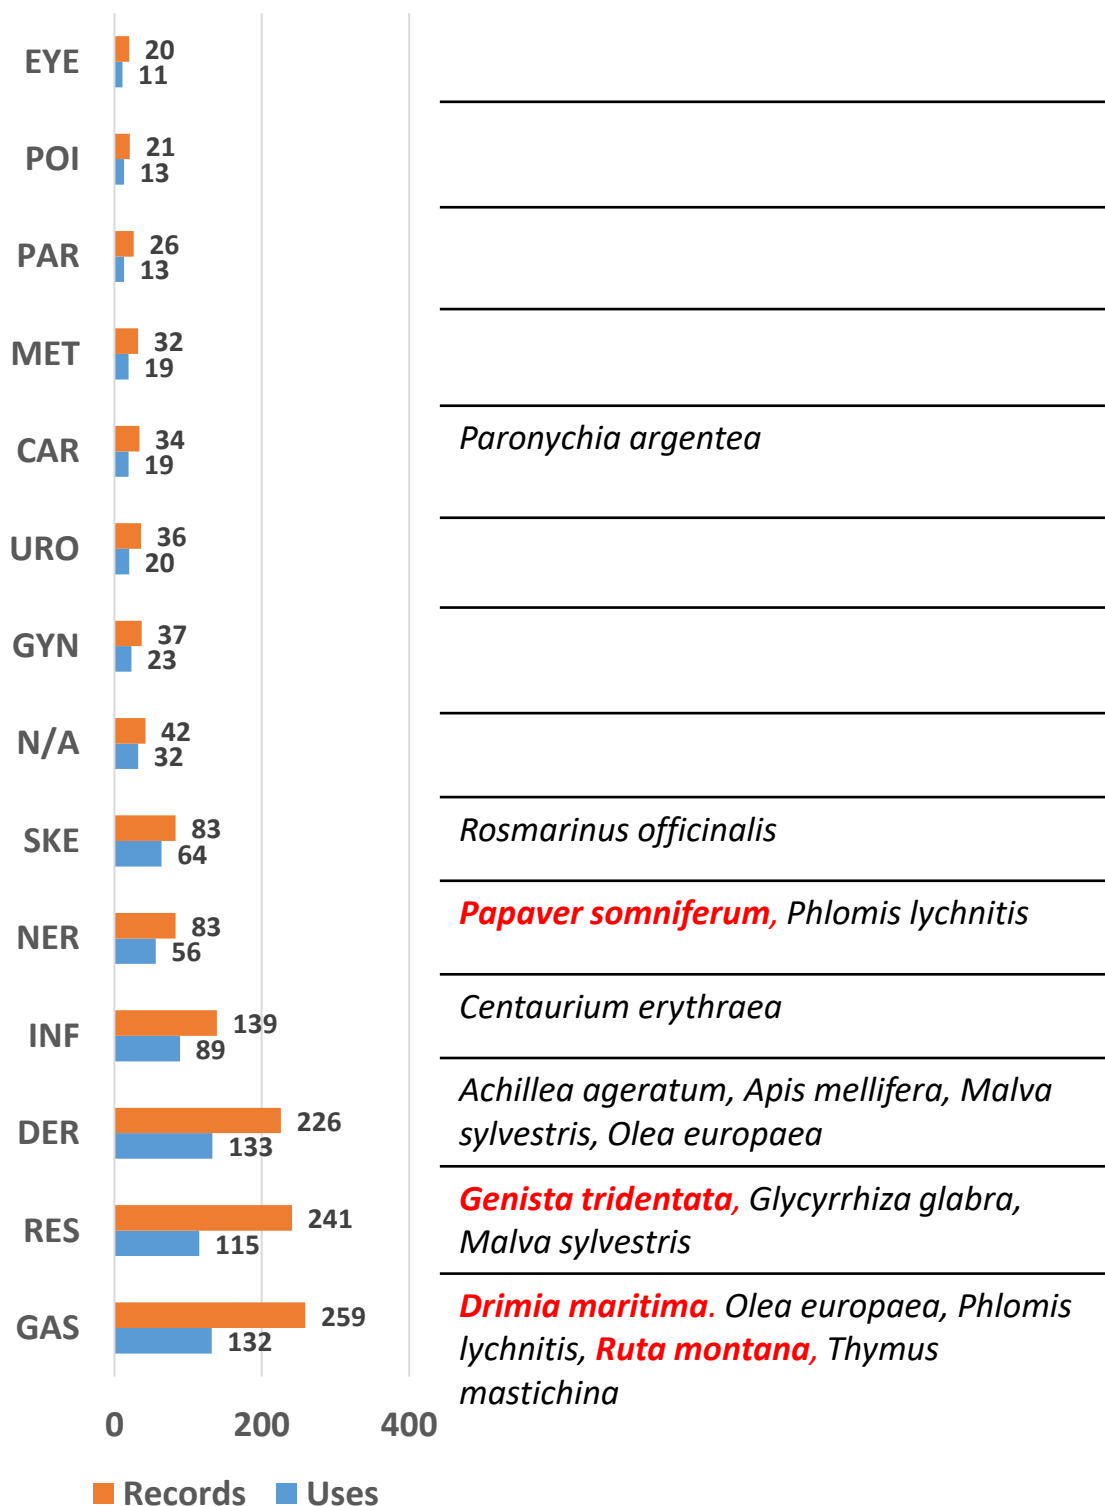 EYE
20
11
POI
21
13
PAR
26
13
MET
32
19
CAR
34
19
Paronychia argentea
URO
36
20
GYN
37
23
N/A
42
32
SKE
83
64
Rosmarinus officinalis
NER
83
56
Papaver somniferum, Phlomis lychnitis
INF
139
89
Centaurium erythraea
DER
226
133
Achillea ageratum, Apis mellifera, Malva
sylvestris, Olea europaea
RES
241
115
Genista tridentata, Glycyrrhiza glabra,
Malva sylvestris
GAS
259
132
Drimia maritima. Olea europaea, Phlomis
lychnitis, Ruta montana, Thymus
mastichina
0 200 400
Records Uses